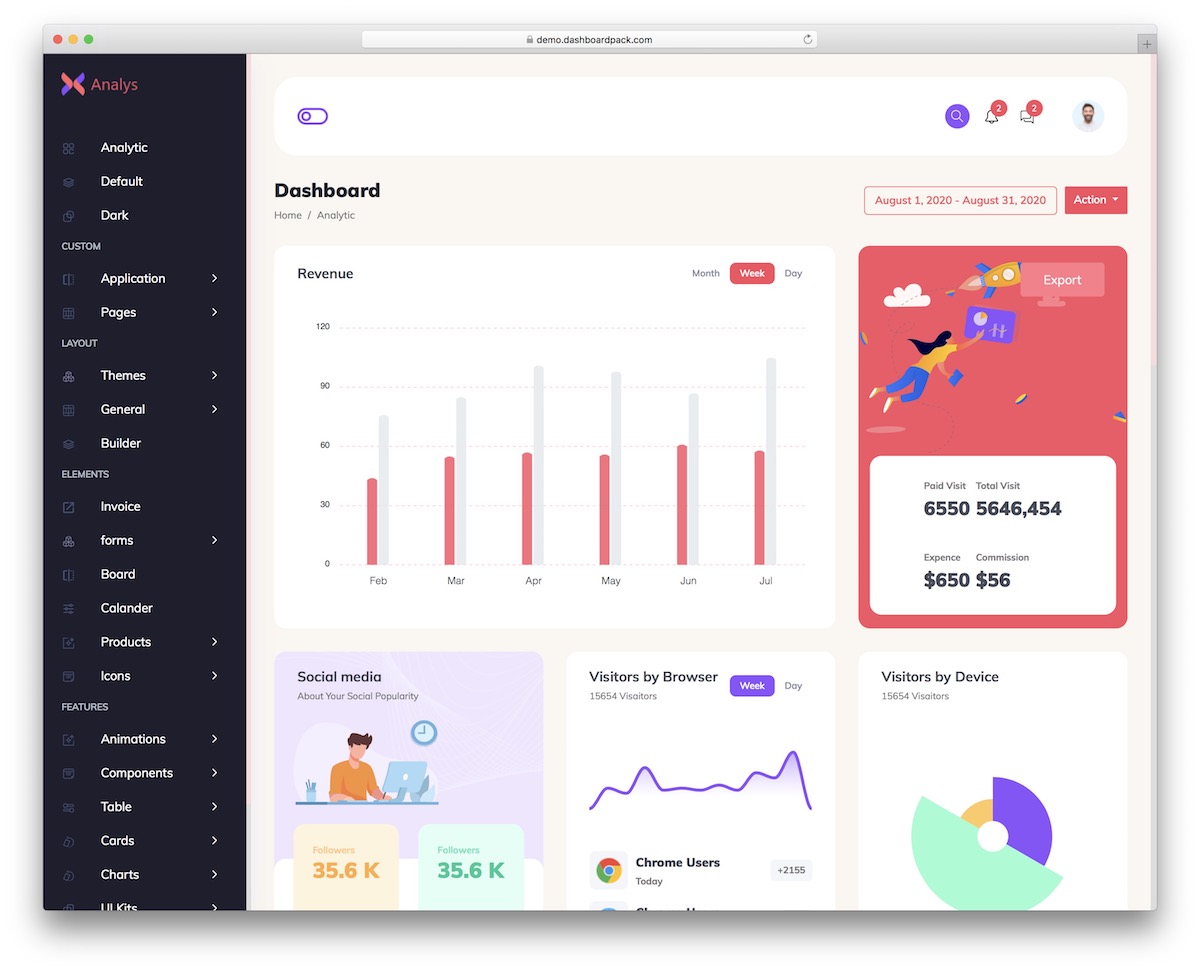 demo.dashboardpack.com
Analys
Analytic
Default
Dark
CUSTOM
Application
Pages
LAYOUT
Themes
General
Builder
ELEMENTS
Invoice
forms
Board
Calander
Products
Icons
FEATURES
Animations
Components
Table
Cards
Charts
UI Kits
2 2
Dashboard
Home / Analytic
August 1, 2020 - August 31, 2020 Action
Revenue Month Week Day
120
90
60
30
0
Feb Mar Apr May Jun Jul
Export
Paid Visit Total Visit
6550 5646,454
Expence Commission
$650 $56
Social media
About Your Social Popularity
Followers
35.6 K
Followers
35.6 K
Visitors by Browser Week Day
15654 Visaitors
Chrome Users +2155
Today
Visitors by Device
15654 Visaitors